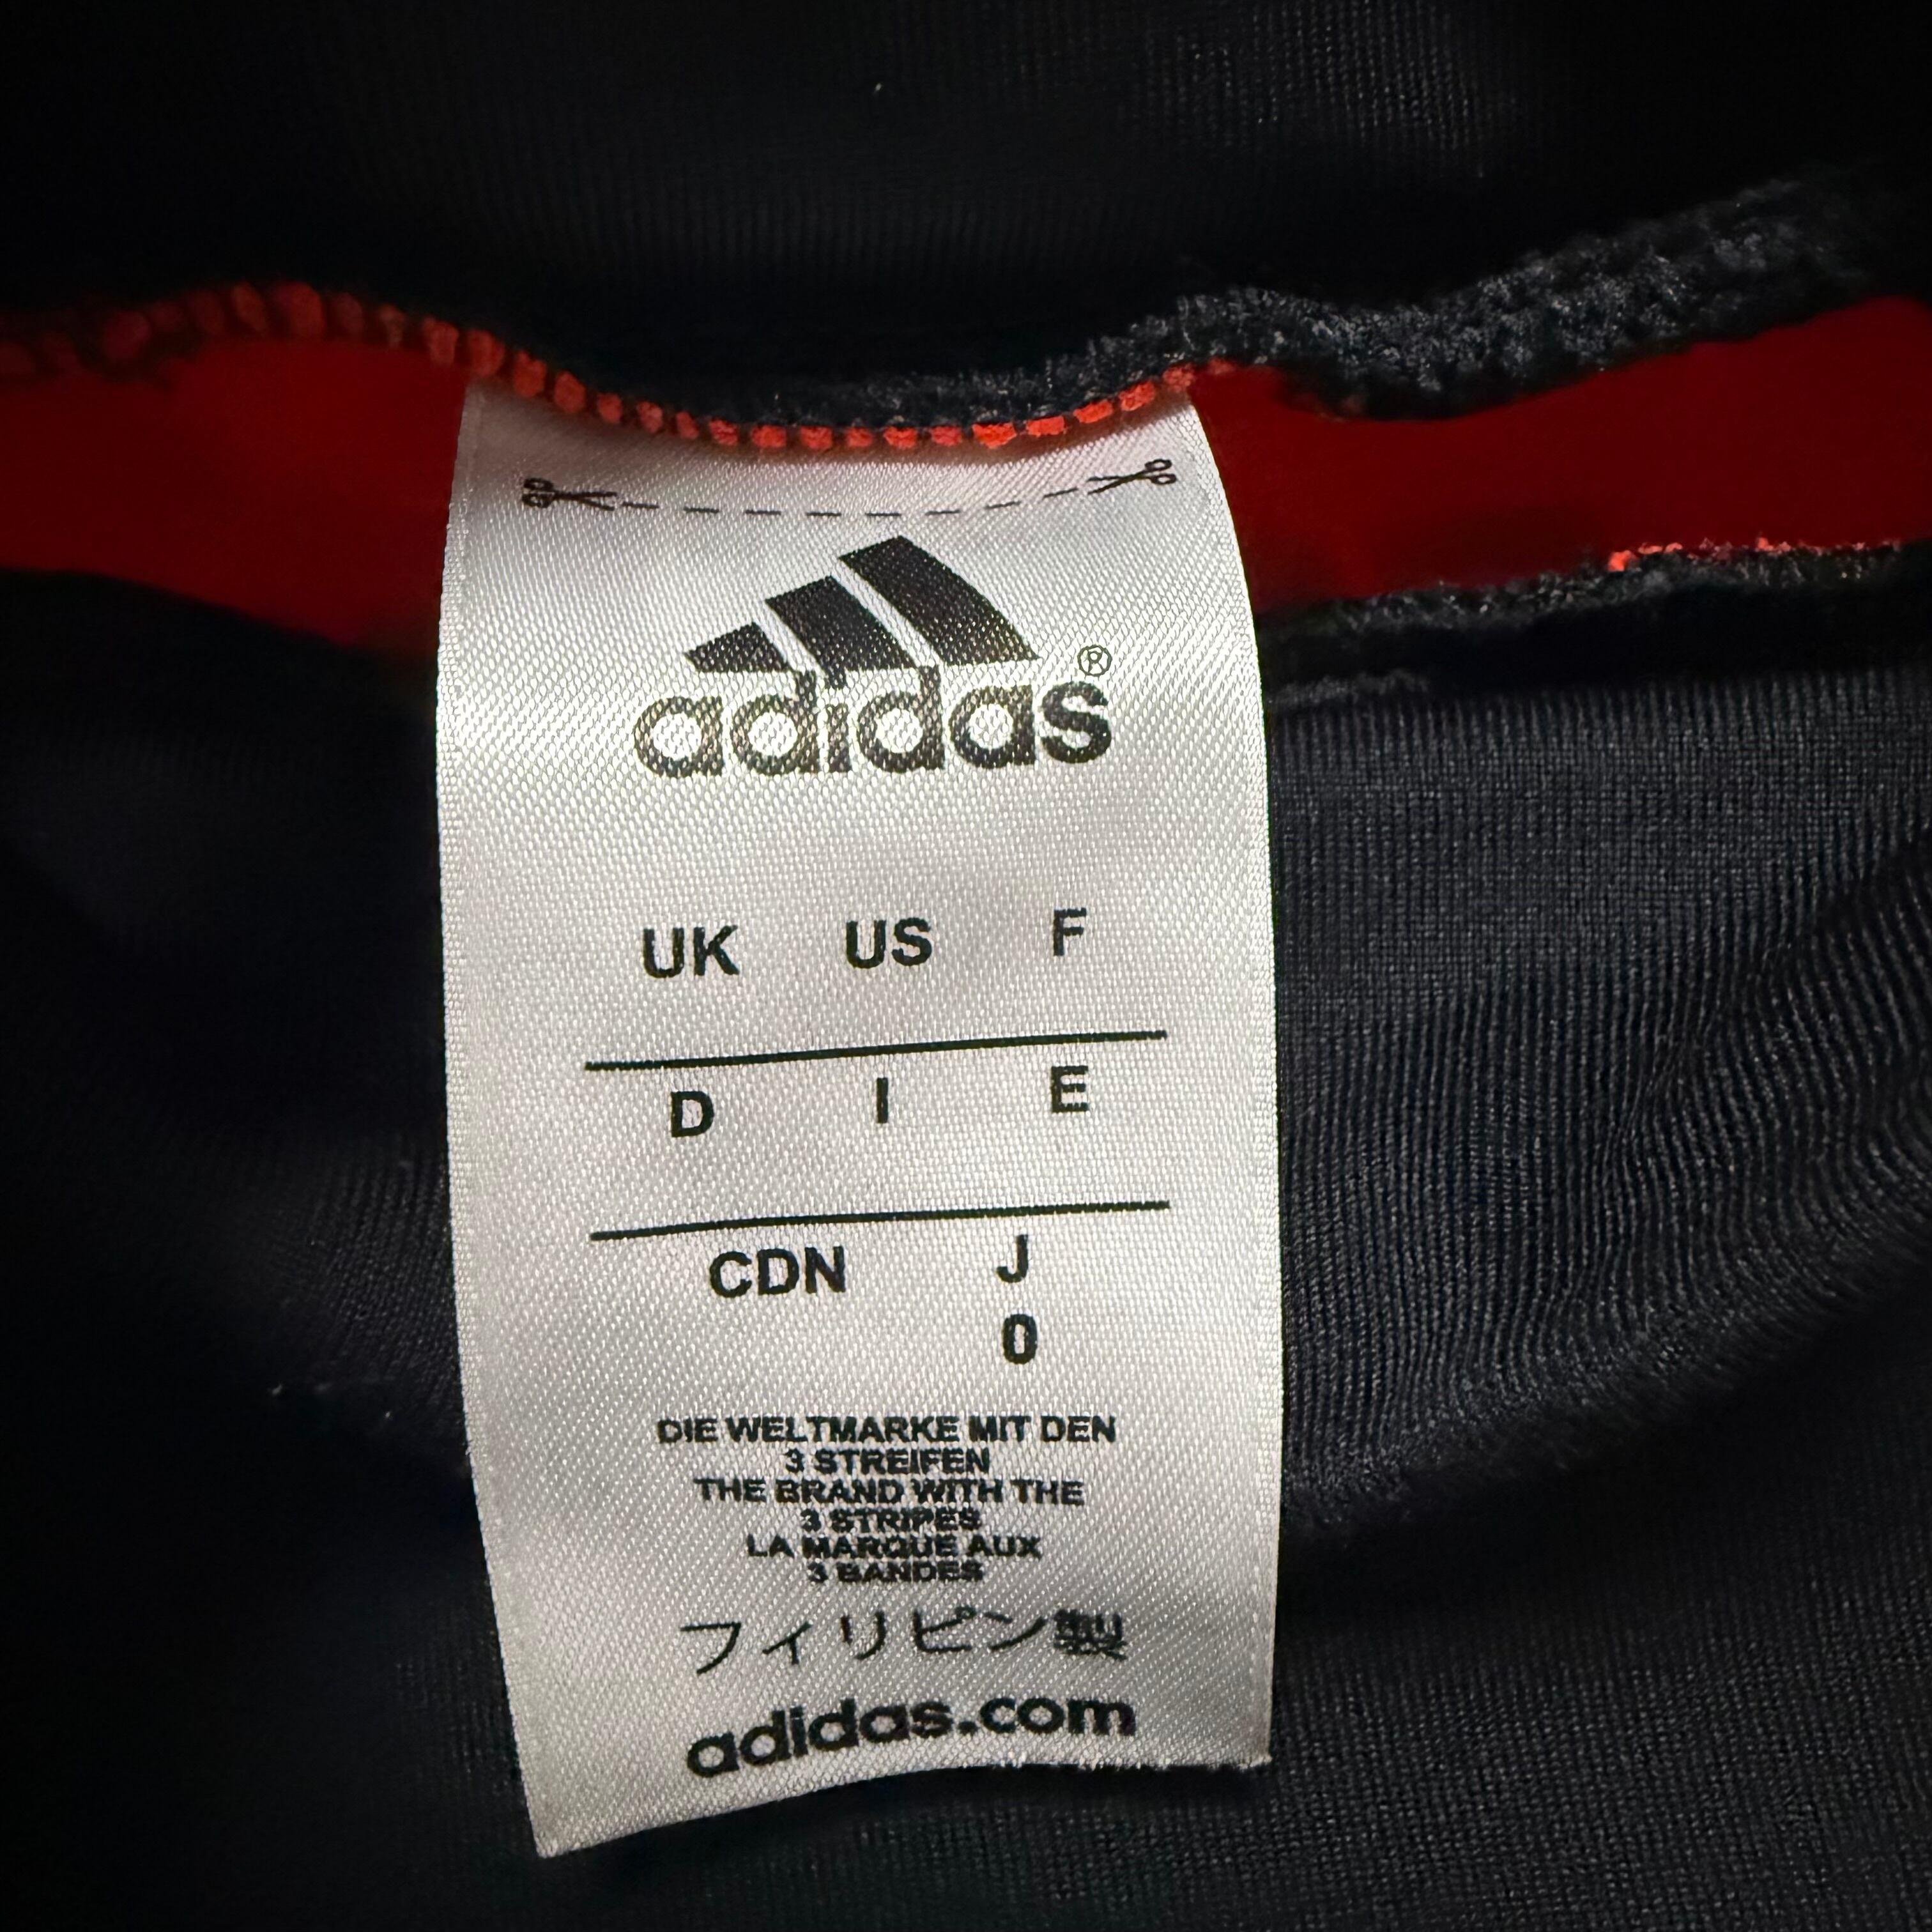 adidas®
UK US F
D I E
CDN J
0
DIE WELTMARKE MIT DEN
3 STREIFEN
THE BRAND WITH THE
3 STRIPES
LA MARQUE AUX
3 BANDES
フィリピン製
adidas.com